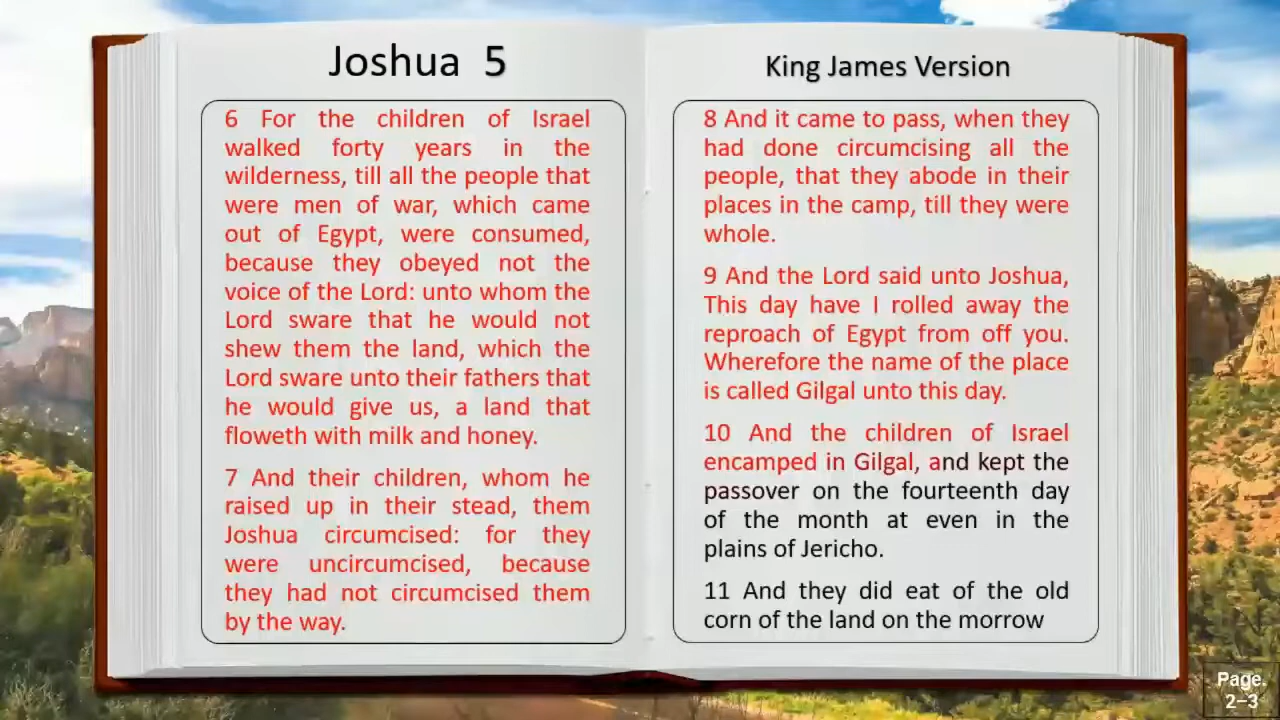 Joshua 5
6 For the children of Israel
walked forty years in the
wilderness, till all the people that
were men of war, which came
out of Egypt, were consumed,
because they obeyed not the
voice of the Lord: unto whom the
Lord sware that he would not
shew them the land, which the
Lord sware unto their fathers that
he would give us, a land that
floweth with milk and honey.
7 And their children, whom he
raised up in their stead, them
Joshua circumcised: for they
were uncircumcised, because
they had not circumcised them
by the way.
King James Version
8 And it came to pass, when they
had done circumcising all the
people, that they abode in their
places in the camp, till they were
whole.
9 And the Lord said unto Joshua,
This day have I rolled away the
reproach of Egypt from off you.
Wherefore the name of the place
is called Gilgal unto this day.
10 And the children of Israel
encamped in Gilgal, and kept the
passover on the fourteenth day
of the month at even in the
plains of Jericho.
11 And they did eat of the old
corn of the land on the morrow
Page.
2-3